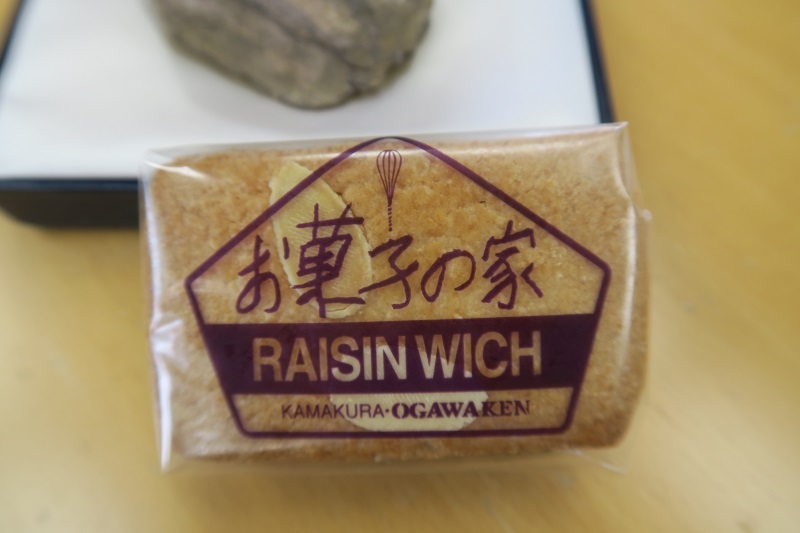 お菓子の家
RAISIN WICH
KAMAKURA·OGAWAKEN